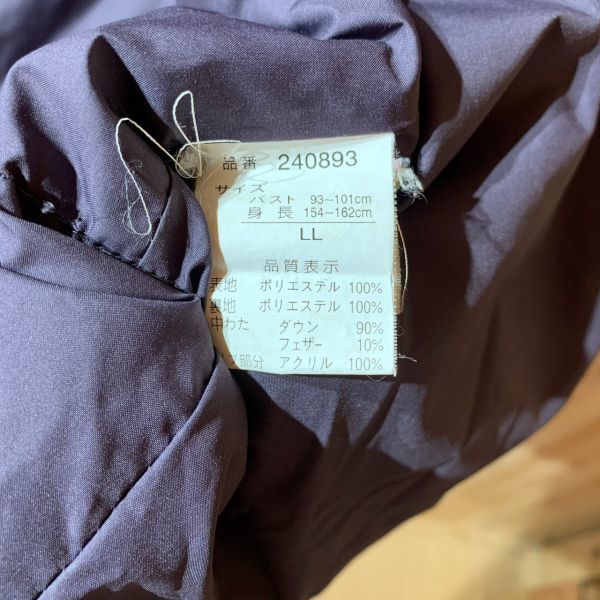 品番 240893
サイズ
バスト 93~101cm
身長 154~162cm
LL
品質表示
表地 ポリエステル 100%
裏地 ポリエステル 100%
中わた ダウン 90%
フェザー 10%
部分 アクリル 100%